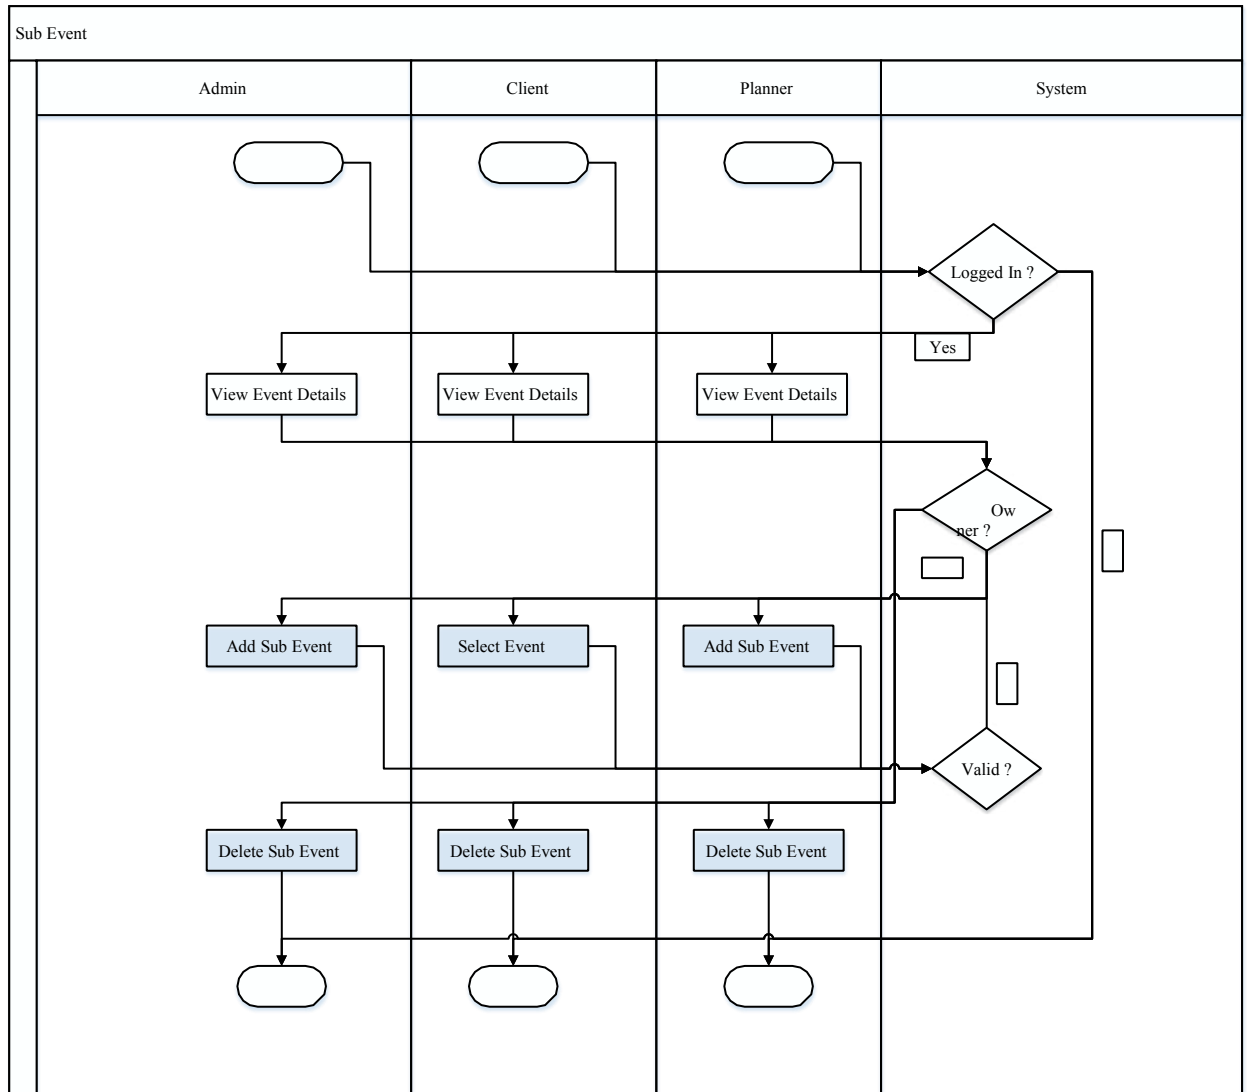 Sub Event
Admin
Client
Planner
System
Logged In ?
Yes
View Event Details
View Event Details
View Event Details
Ow
ner ?
Add Sub Event
Select Event
Add Sub Event
Valid ?
Delete Sub Event
Delete Sub Event
Delete Sub Event